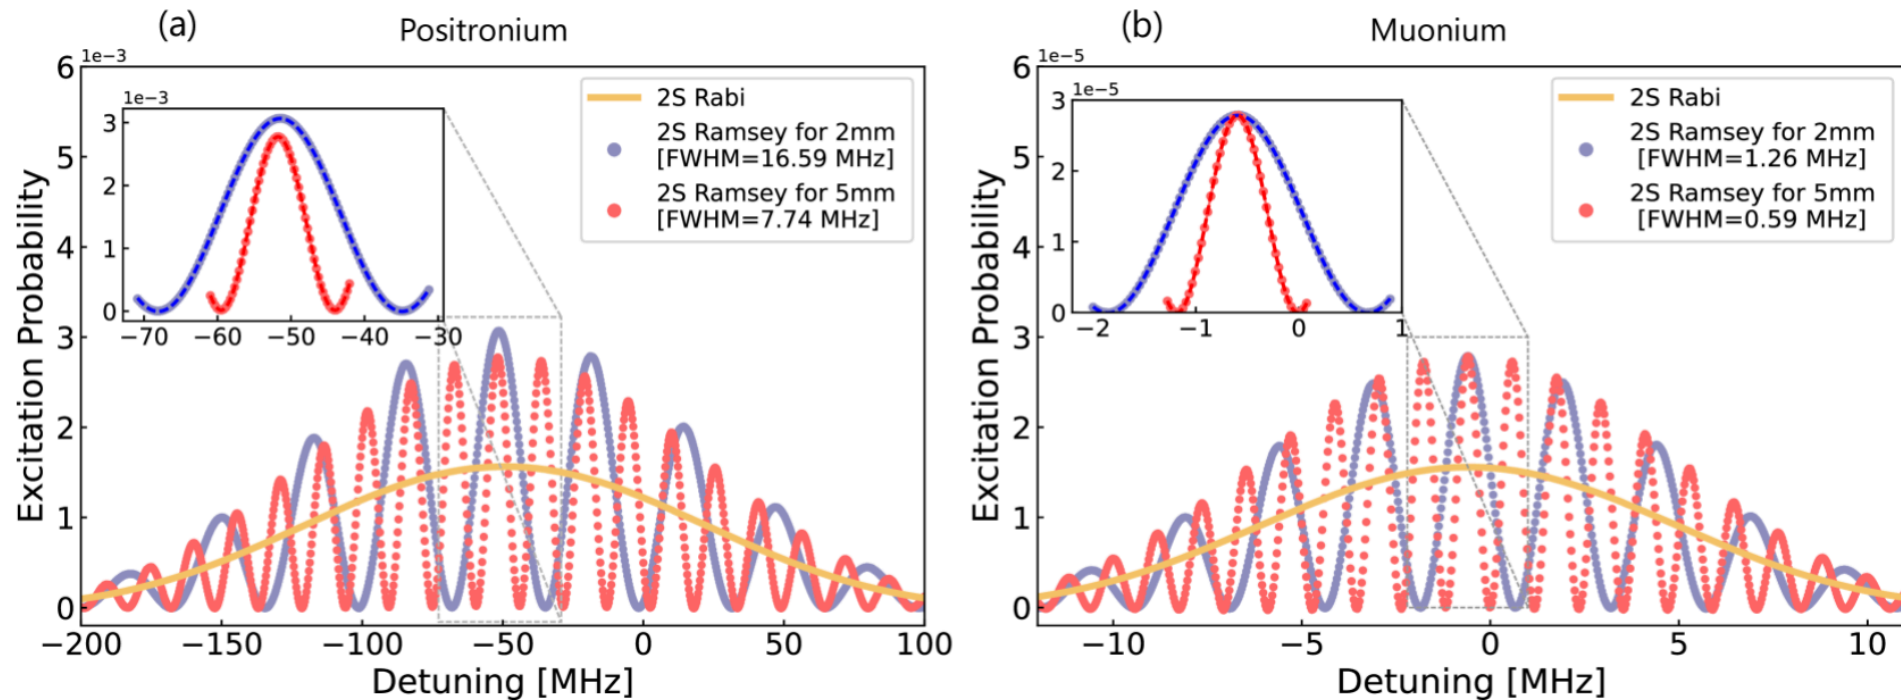 (a)
Positronium
1e−3
6
5
4
3
2
1
0
Excitation Probability
1e−3
3
2
1
0
−70 −60 −50 −40 −30
2S Rabi
2S Ramsey for 2mm
[FWHM=16.59 MHz]
2S Ramsey for 5mm
[FWHM=7.74 MHz]
−200 −150 −100 −50 0 50 100
Detuning [MHz]
(b)
Muonium
1e−5
6
5
4
3
2
1
0
Excitation Probability
1e−5
3
2
1
0
−2 −1 0 1
2S Rabi
2S Ramsey for 2mm
[FWHM=1.26 MHz]
2S Ramsey for 5mm
[FWHM=0.59 MHz]
−10 −5 0 5 10
Detuning [MHz]